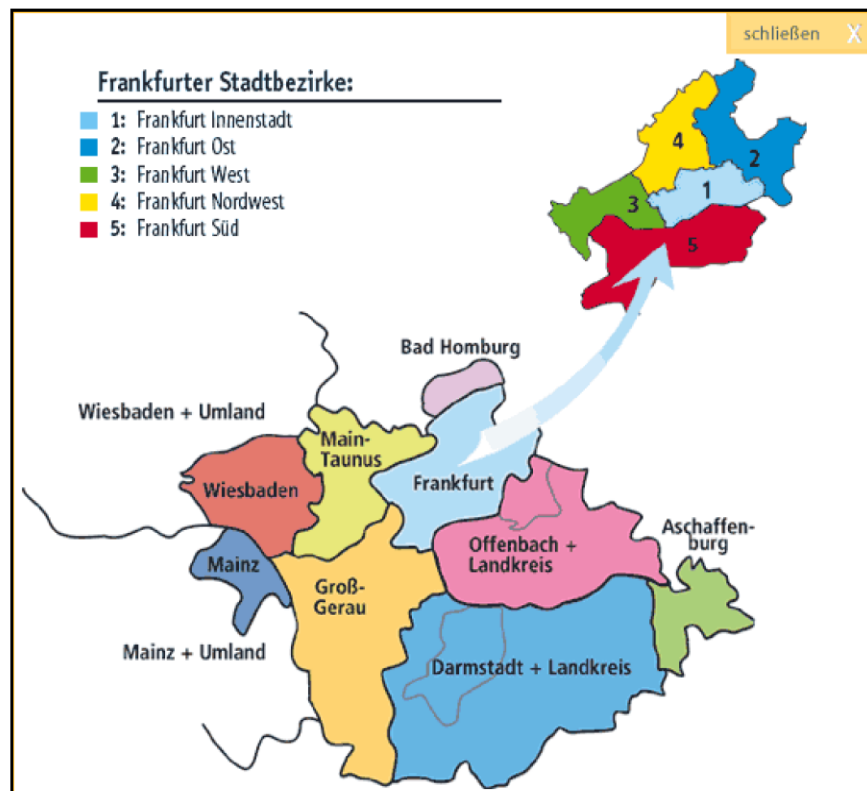 schließen X
Frankfurter Stadtbezirke:
1: Frankfurt Innenstadt
2: Frankfurt Ost
3: Frankfurt West
4: Frankfurt Nordwest
5: Frankfurt Süd
4
2
1
3
5
Bad Homburg
Wiesbaden + Umland
Main-
Taunus
Wiesbaden
Frankfurt
Aschaffen-
burg
Offenbach +
Landkreis
Mainz
Groß-
Gerau
Mainz + Umland
Darmstadt + Landkreis